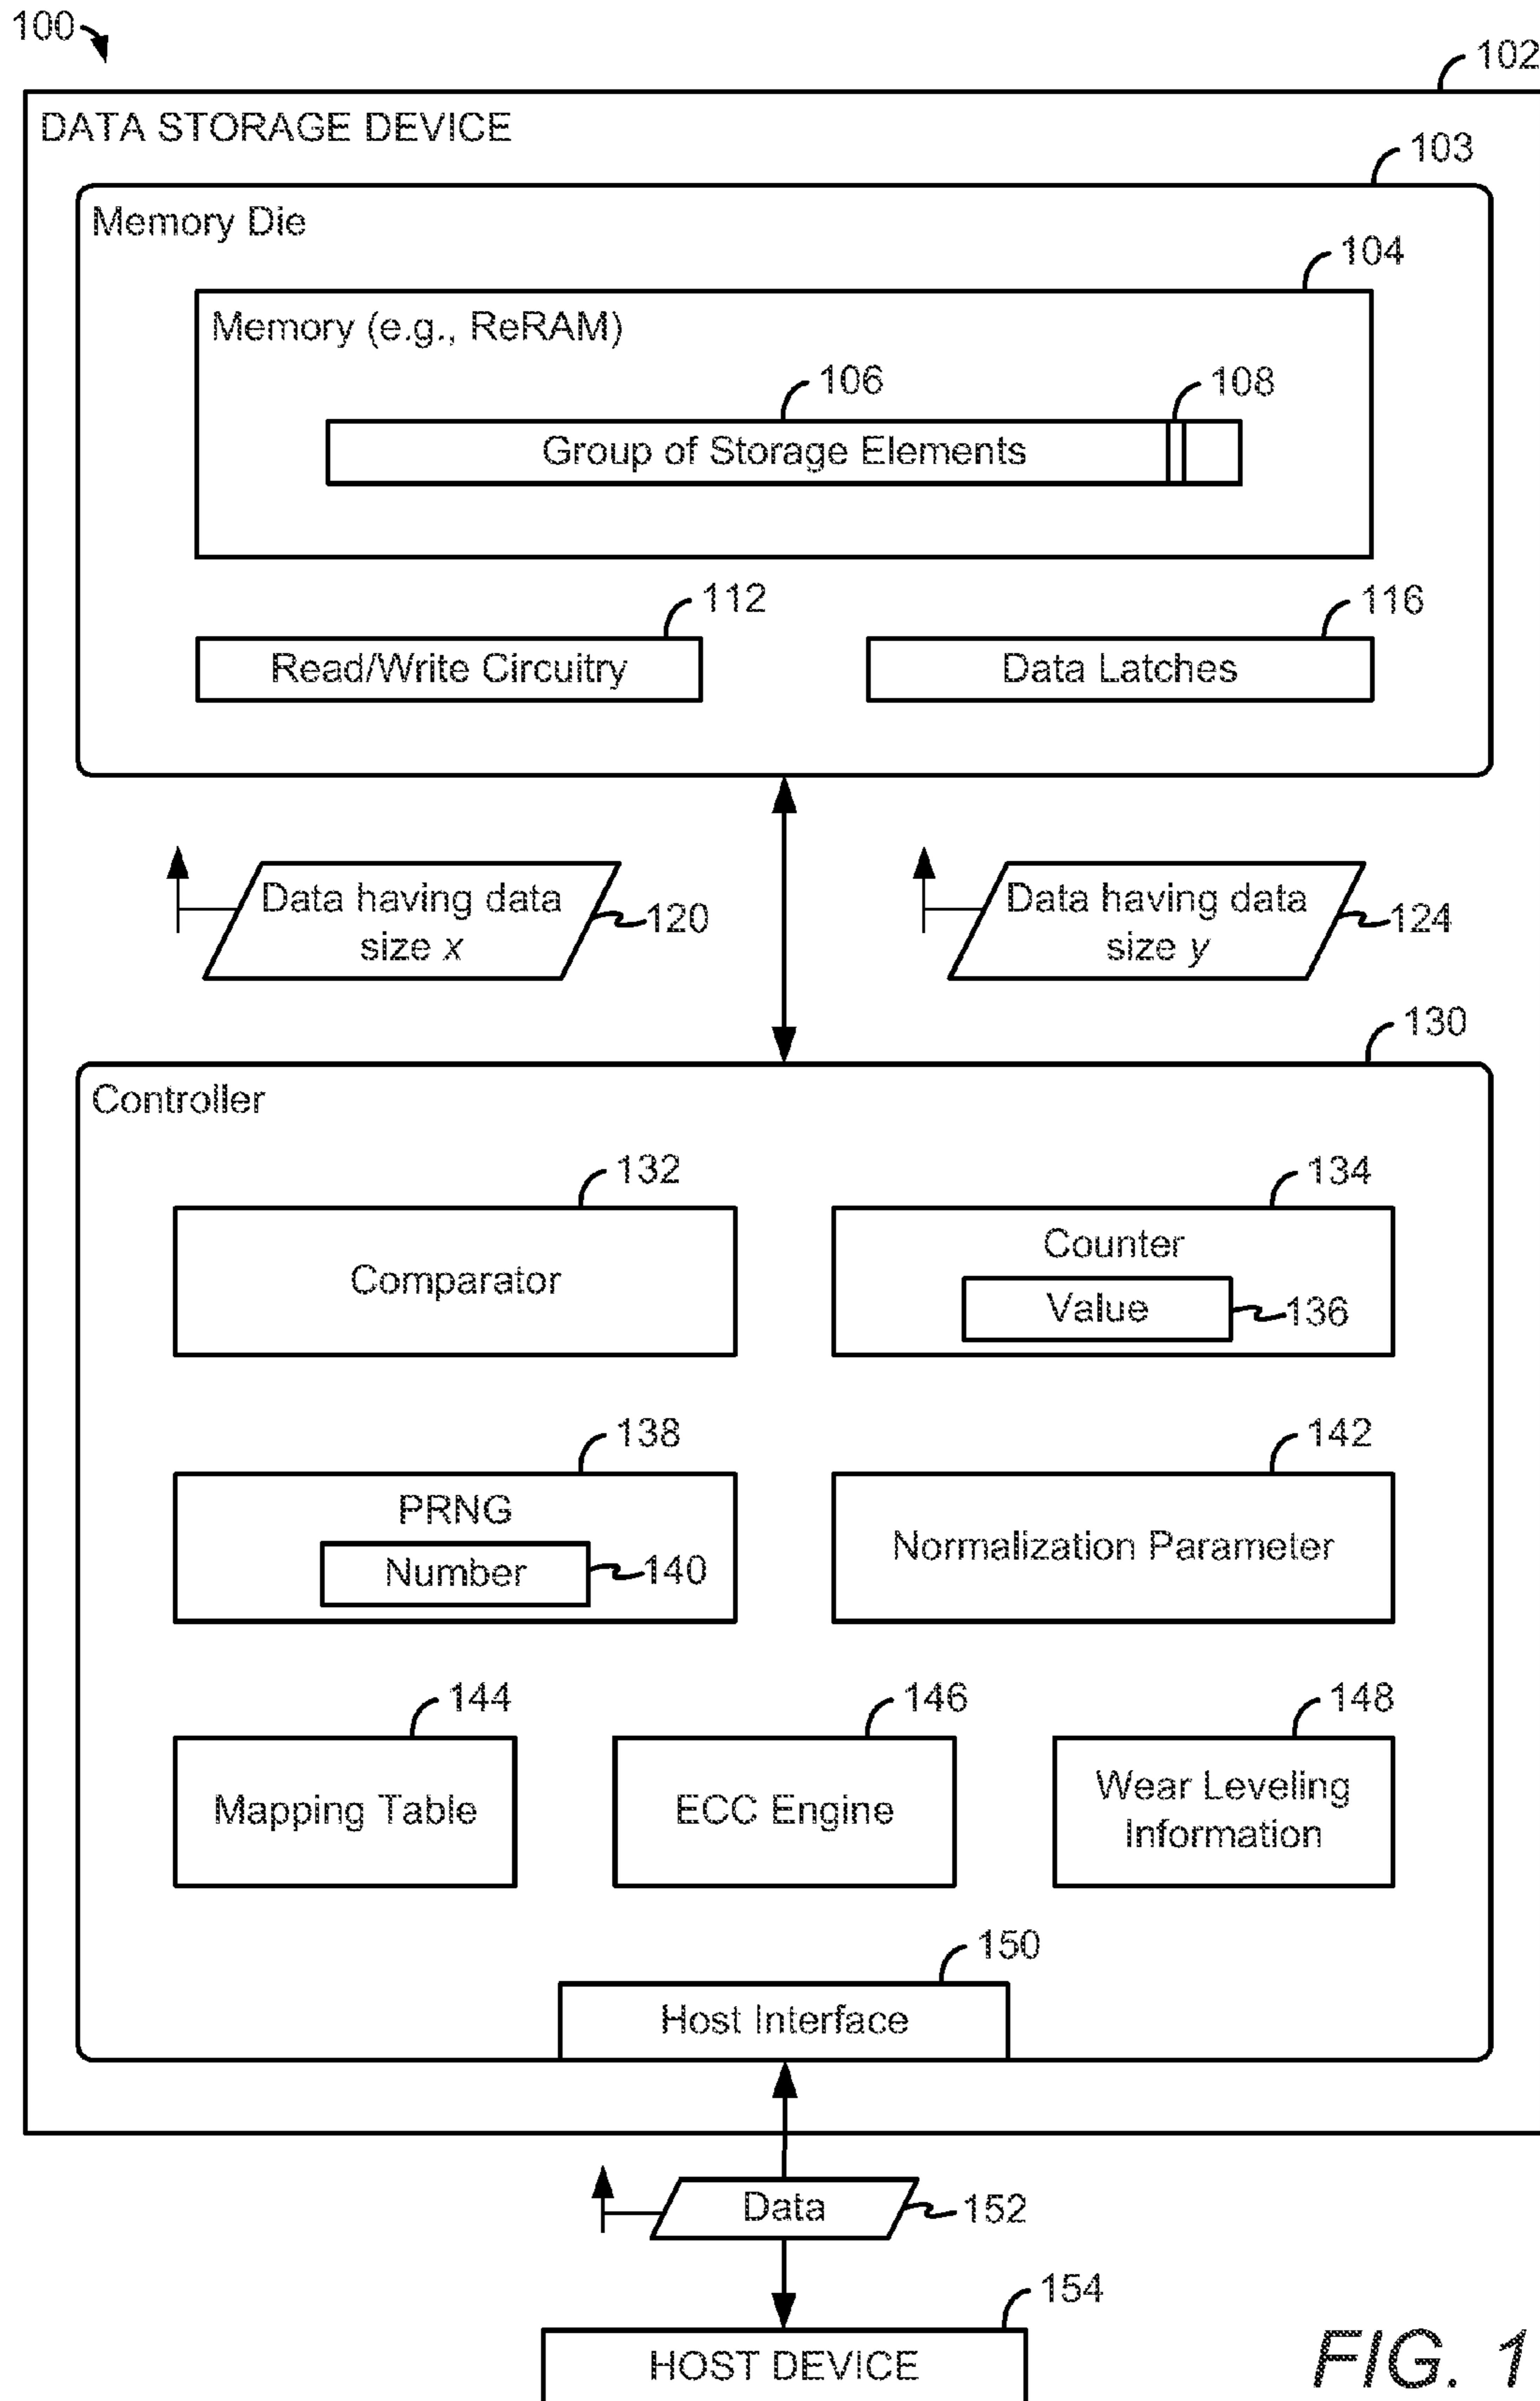 100
102
DATA STORAGE DEVICE
103
Memory Die
104
Memory (e.g., ReRAM)
106
108
Group of Storage Elements
112
116
Read/Write Circuitry
Data Latches
Data having data
size x
120
Data having data
size y
124
130
Controller
132
134
Comparator
Counter
Value
136
138
142
PRNG
Number
140
Normalization Parameter
144
146
148
Mapping Table
ECC Engine
Wear Leveling
Information
150
Host Interface
Data
152
154
HOST DEVICE
FIG. 1